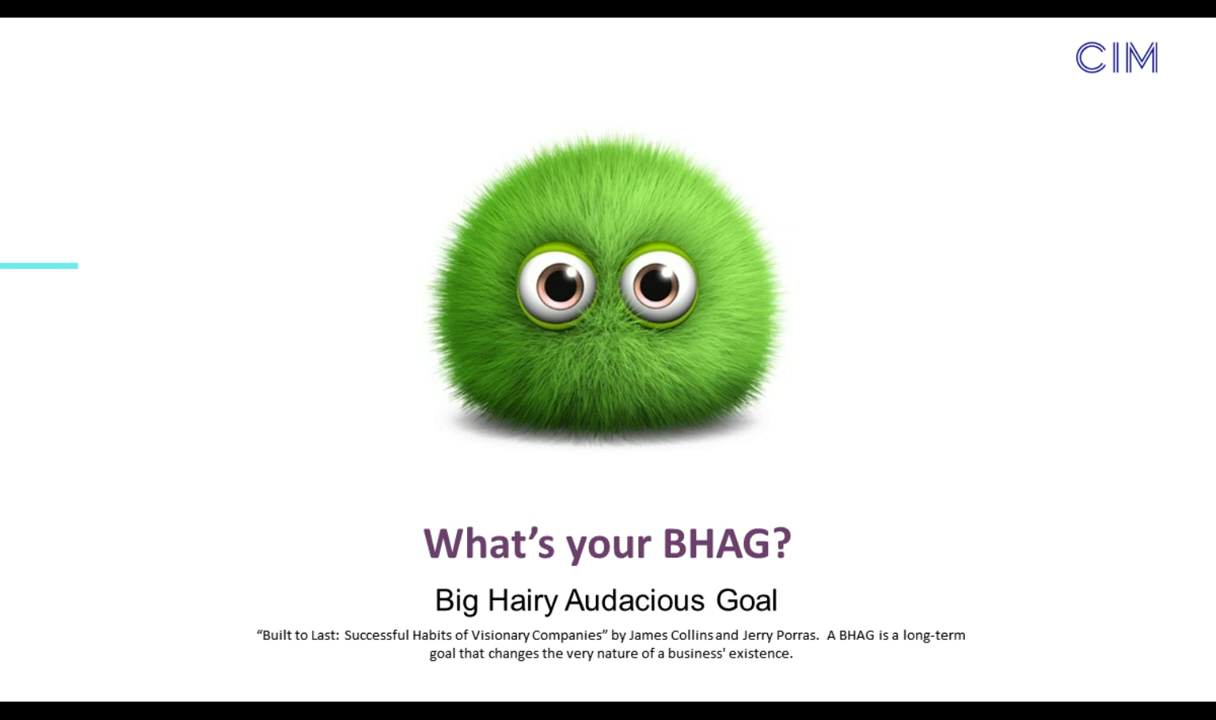 CIM
What’s your BHAG?
Big Hairy Audacious Goal
“Built to Last: Successful Habits of Visionary Companies” by James Collins and Jerry Porras. A BHAG is a long-term
goal that changes the very nature of a business' existence.